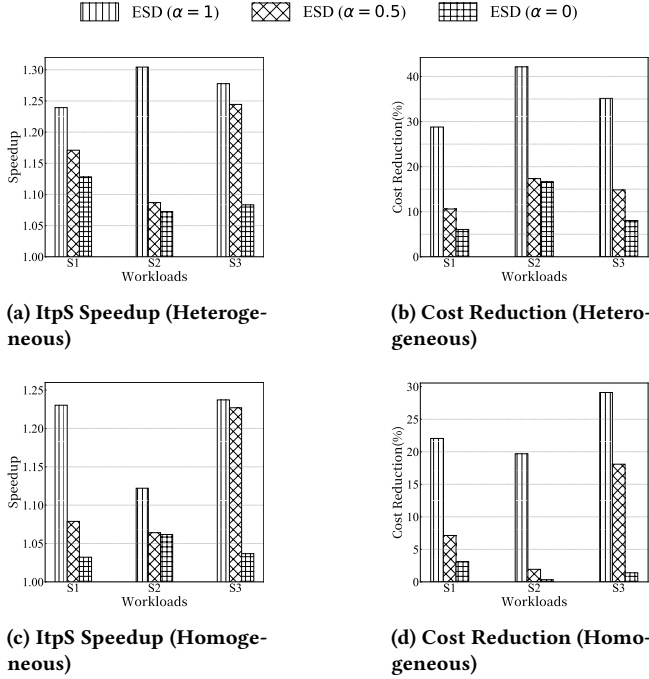 ESD (α = 1) ESD (α = 0.5) ESD (α = 0)
1.30
1.25
1.20
1.15
1.10
1.05
1.00
Speedup
S1 S2 S3
Workloads
(a) ItpS Speedup (Heteroge-
neous)
40
30
20
10
0
Cost Reduction(%)
S1 S2 S3
Workloads
(b) Cost Reduction (Hetero-
geneous)
1.25
1.20
1.15
1.10
1.05
1.00
Speedup
S1 S2 S3
Workloads
(c) ItpS Speedup (Homoge-
neous)
30
25
20
15
10
5
0
Cost Reduction(%)
S1 S2 S3
Workloads
(d) Cost Reduction (Homo-
geneous)